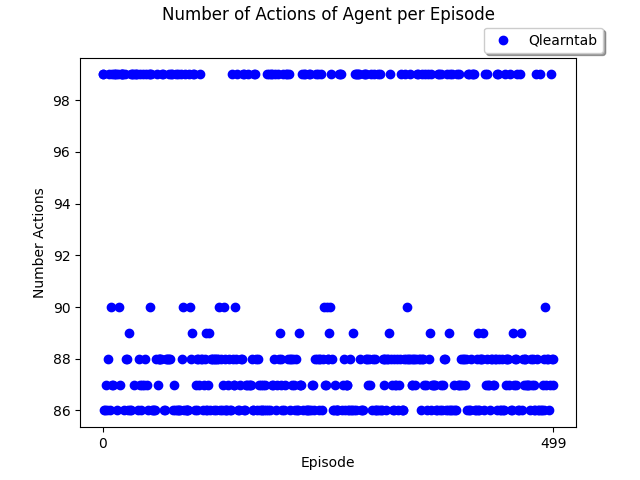 Number of Actions of Agent per Episode
Qlearntab
98
96
94
92
90
88
86
Number Actions
0
499
Episode